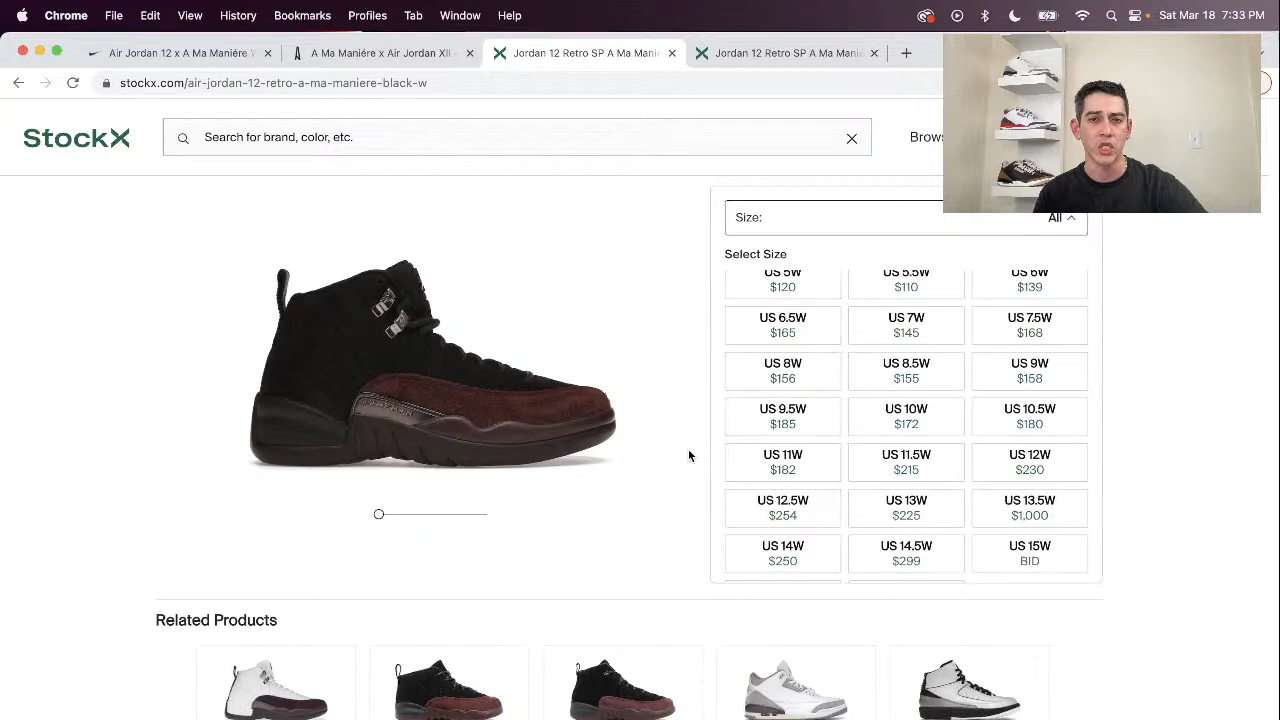 Chrome File Edit View History Bookmarks Profiles Tab Window Help Sat Mar 18 7:33 PM
Air Jordan 12 x A Ma Maniére A Ma Maniére x Air Jordan XII – Jordan 12 Retro SP A Ma Manié Jordan 12 Retro SP A Ma Manié
stockx.com/air-jordan-12-retro-a-ma-maniere-black-w
StockX Search for brand, color, etc. Brows
Size: All
Select Size
US 5W US 5.5W US 6W
$120 $110 $139
US 6.5W US 7W US 7.5W
$165 $145 $168
US 8W US 8.5W US 9W
$156 $155 $158
US 9.5W US 10W US 10.5W
$185 $172 $180
US 11W US 11.5W US 12W
$182 $215 $230
US 12.5W US 13W US 13.5W
$254 $225 $1,000
US 14W US 14.5W US 15W
$250 $299 BID
Related Products